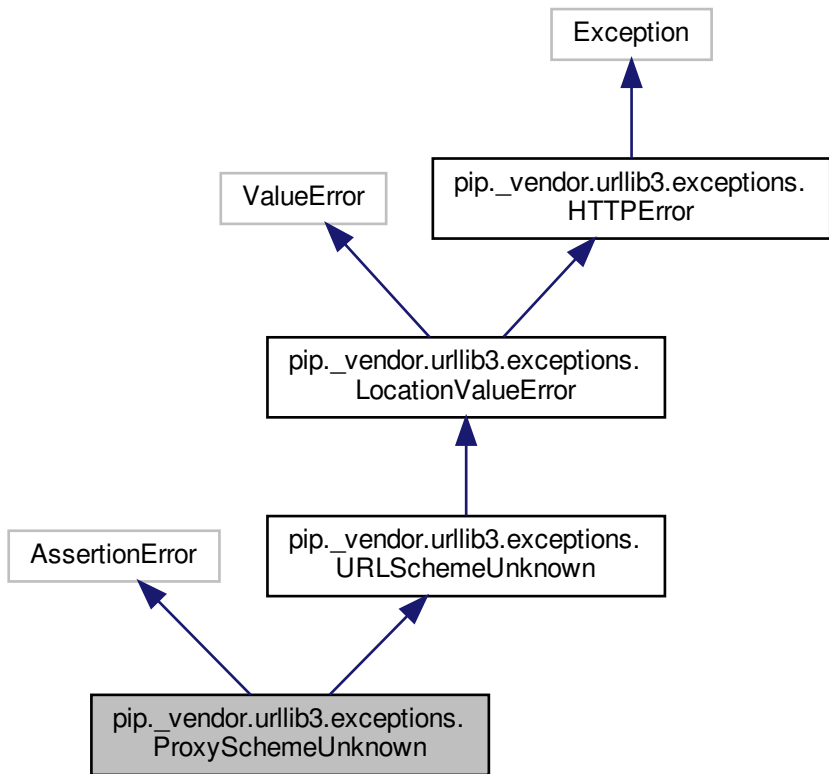 Exception
pip._vendor.urllib3.exceptions.
HTTPError
ValueError
pip._vendor.urllib3.exceptions.
LocationValueError
pip._vendor.urllib3.exceptions.
URLSchemeUnknown
AssertionError
pip._vendor.urllib3.exceptions.
ProxySchemeUnknown